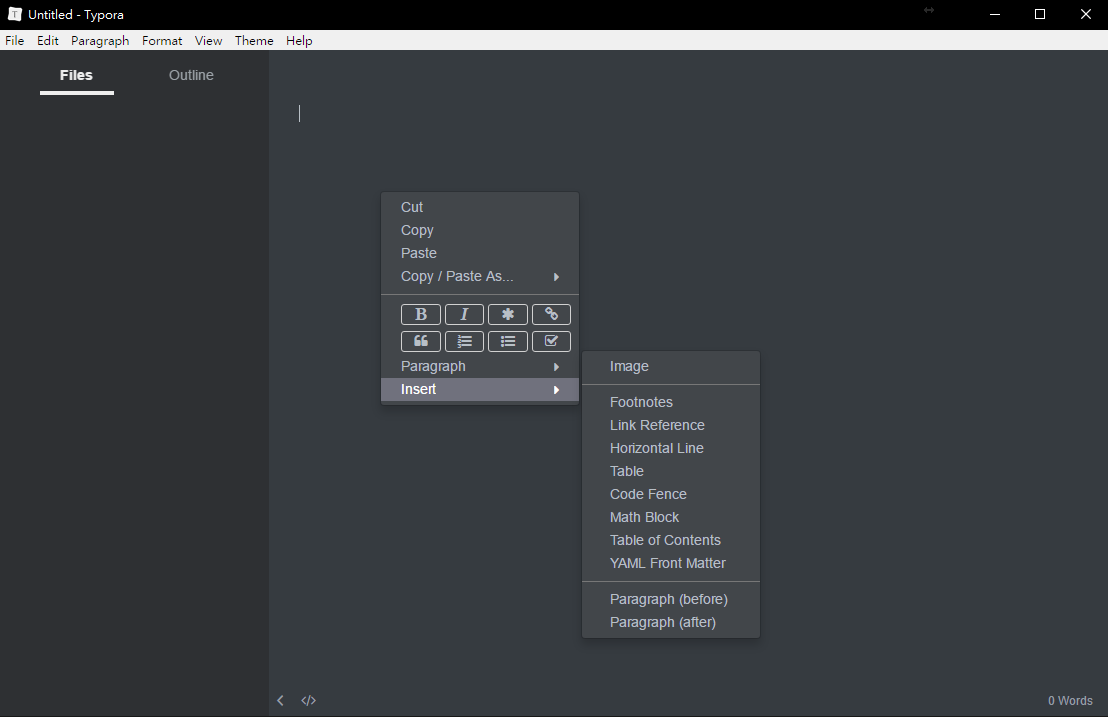 Untitled - Typora
File Edit Paragraph Format View Theme Help
Files Outline
Cut
Copy
Paste
Copy / Paste As...
B I
Paragraph
Insert
Image
Footnotes
Link Reference
Horizontal Line
Table
Code Fence
Math Block
Table of Contents
YAML Front Matter
Paragraph (before)
Paragraph (after)
</> 0 Words